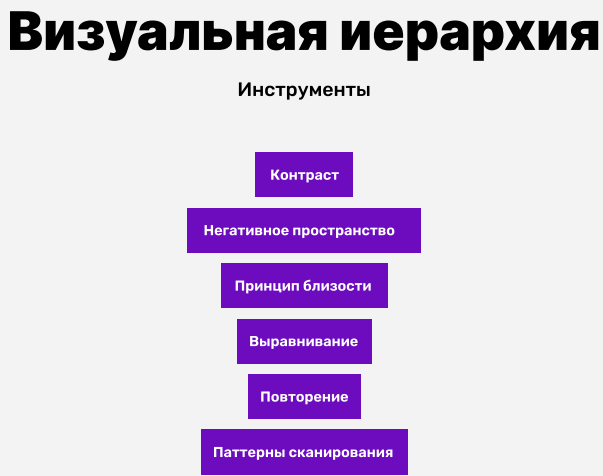 Визуальная иерархия
Инструменты
Контраст
Негативное пространство
Принцип близости
Выравнивание
Повторение
Паттерны сканирования